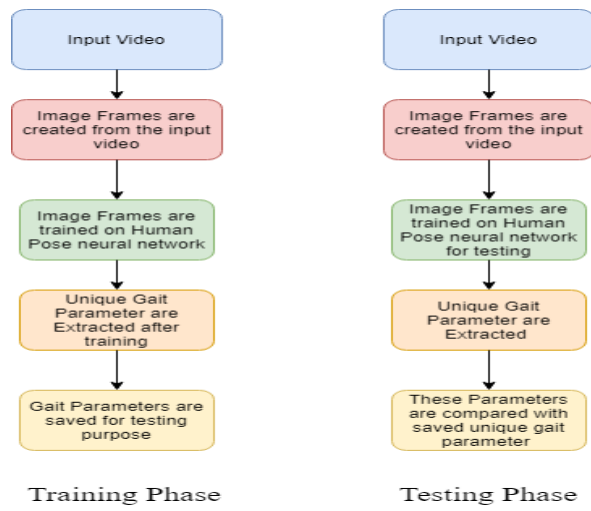 Input Video
Image Frames are
created from the input
video
Image Frames are
trained on Human
Pose neural network
Unique Gait
Parameter are
Extracted after
training
Gait Parameters are
saved for testing
purpose
Training Phase
Input Video
Image Frames are
created from the input
video
Image Frames are
trained on Human
Pose neural network
for testing
Unique Gait
Parameter are
Extracted
These Parameters
are compared with
saved unique gait
parameter
Testing Phase